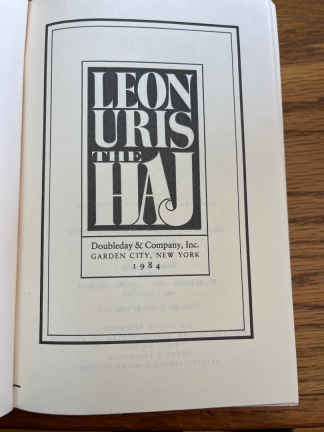 LEON
URIS
THE
HAJ
Doubleday & Company, Inc.
GARDEN CITY, NEW YORK
1984